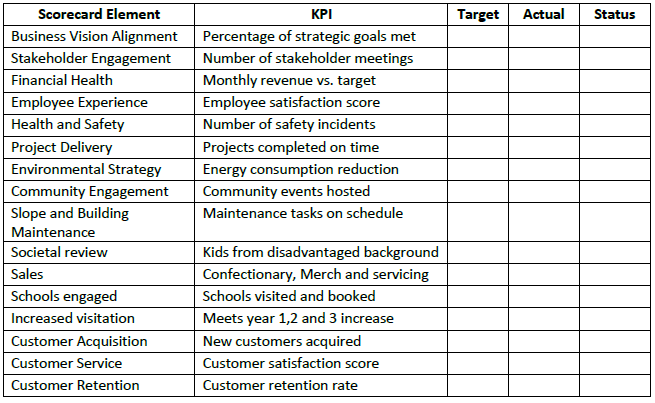 Scorecard Element KPI Target Actual Status
Business Vision Alignment Percentage of strategic goals met
Stakeholder Engagement Number of stakeholder meetings
Financial Health Monthly revenue vs. target
Employee Experience Employee satisfaction score
Health and Safety Number of safety incidents
Project Delivery Projects completed on time
Environmental Strategy Energy consumption reduction
Community Engagement Community events hosted
Slope and Building Maintenance tasks on schedule
Maintenance
Societal review Kids from disadvantaged background
Sales Confectionary, Merch and servicing
Schools engaged Schools visited and booked
Increased visitation Meets year 1,2 and 3 increase
Customer Acquisition New customers acquired
Customer Service Customer satisfaction score
Customer Retention Customer retention rate